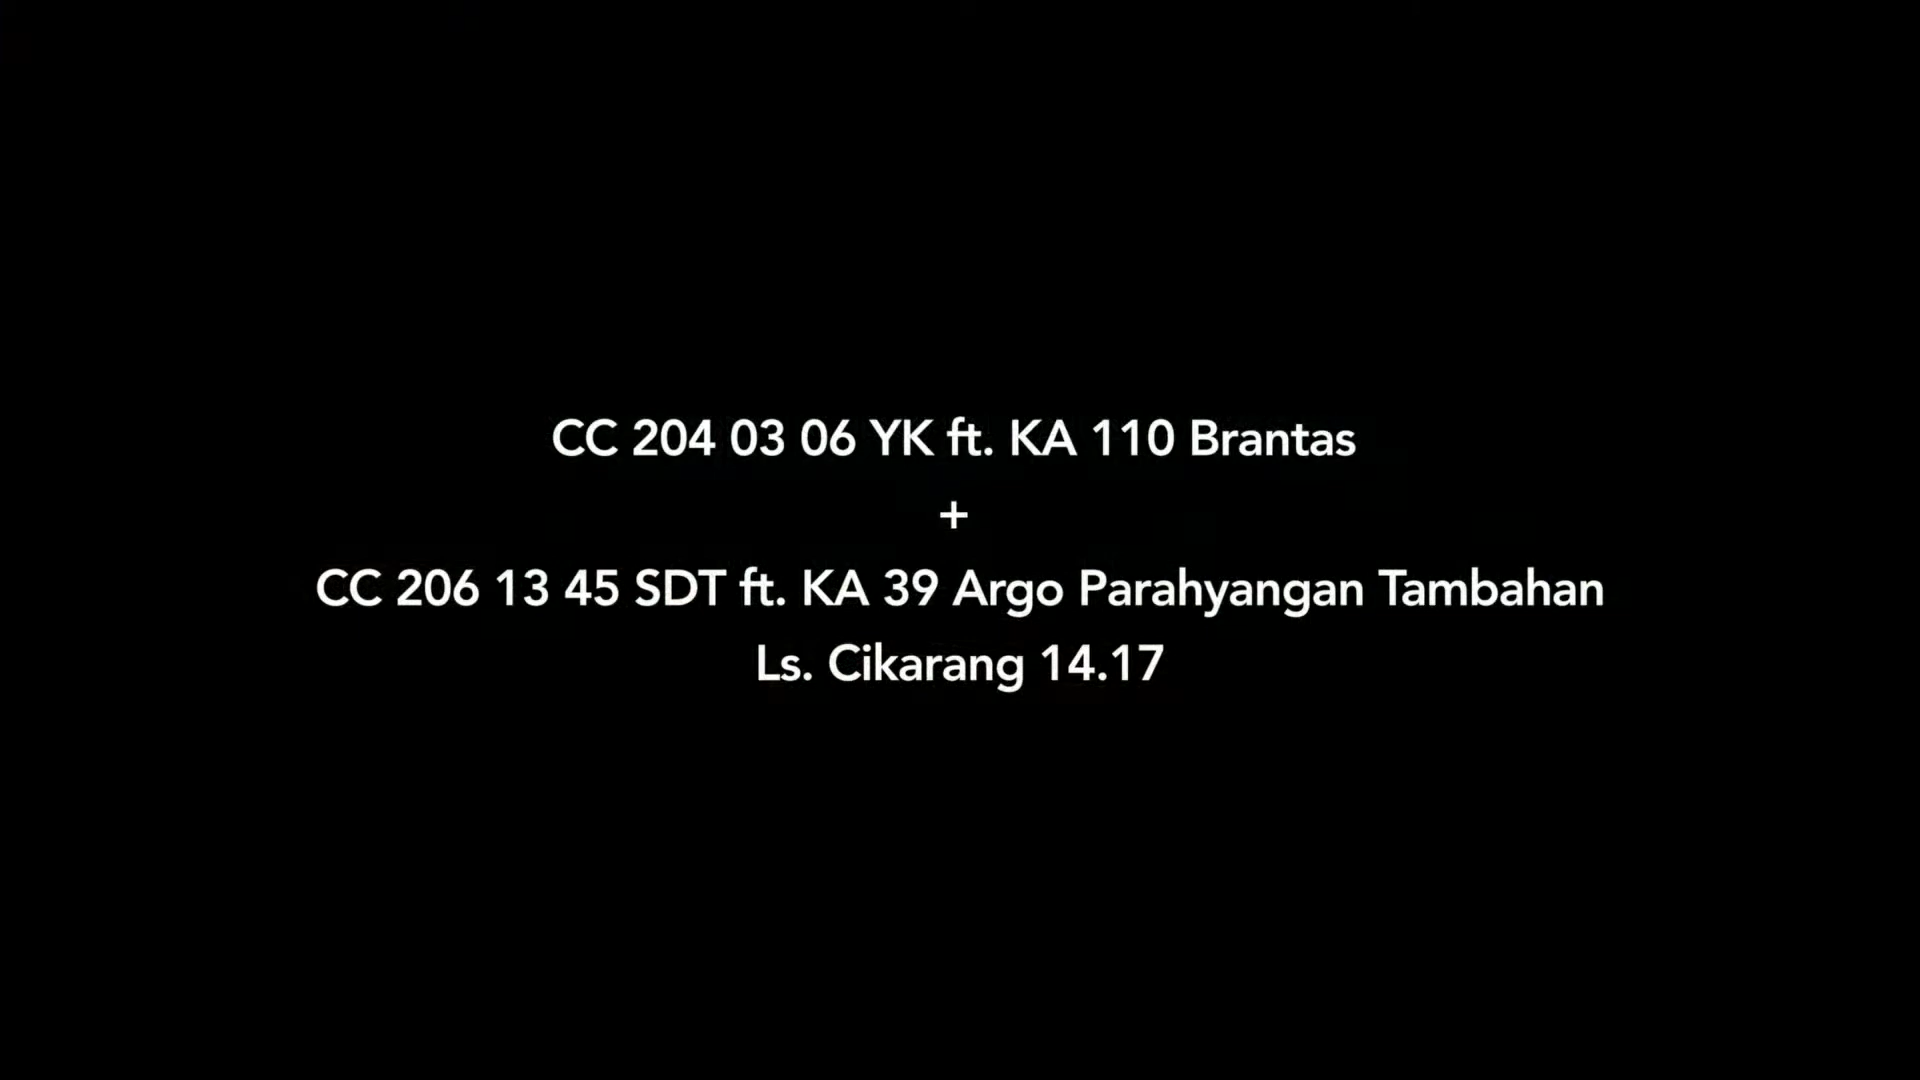 CC 204 03 06 YK ft. KA 110 Brantas
+
CC 206 13 45 SDT ft. KA 39 Argo Parahyangan Tambahan
Ls. Cikarang 14.17